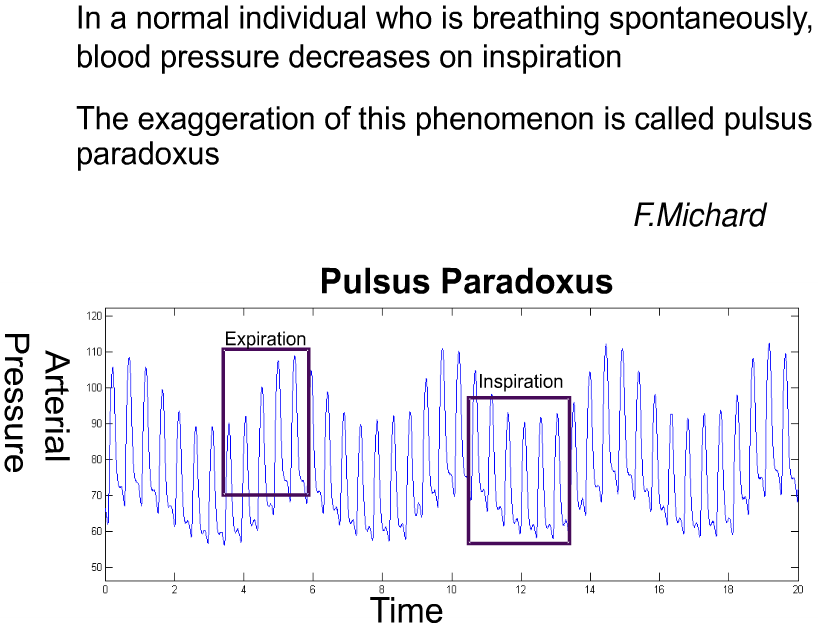 In a normal individual who is breathing spontaneously,
blood pressure decreases on inspiration
The exaggeration of this phenomenon is called pulsus
paradoxus
F.Michard
Pulsus Paradoxus
Arterial
Pressure
120
110
100
90
80
70
60
50
Expiration
Inspiration
0 2 4 6 8 10 12 14 16 18 20
Time